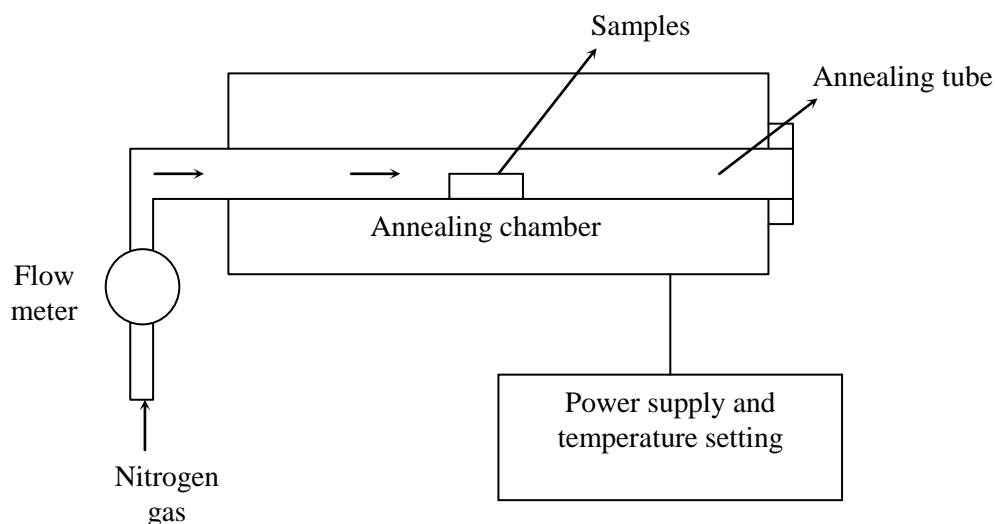 Samples
Annealing tube
Annealing chamber
Flow
meter
Power supply and
temperature setting
Nitrogen
gas